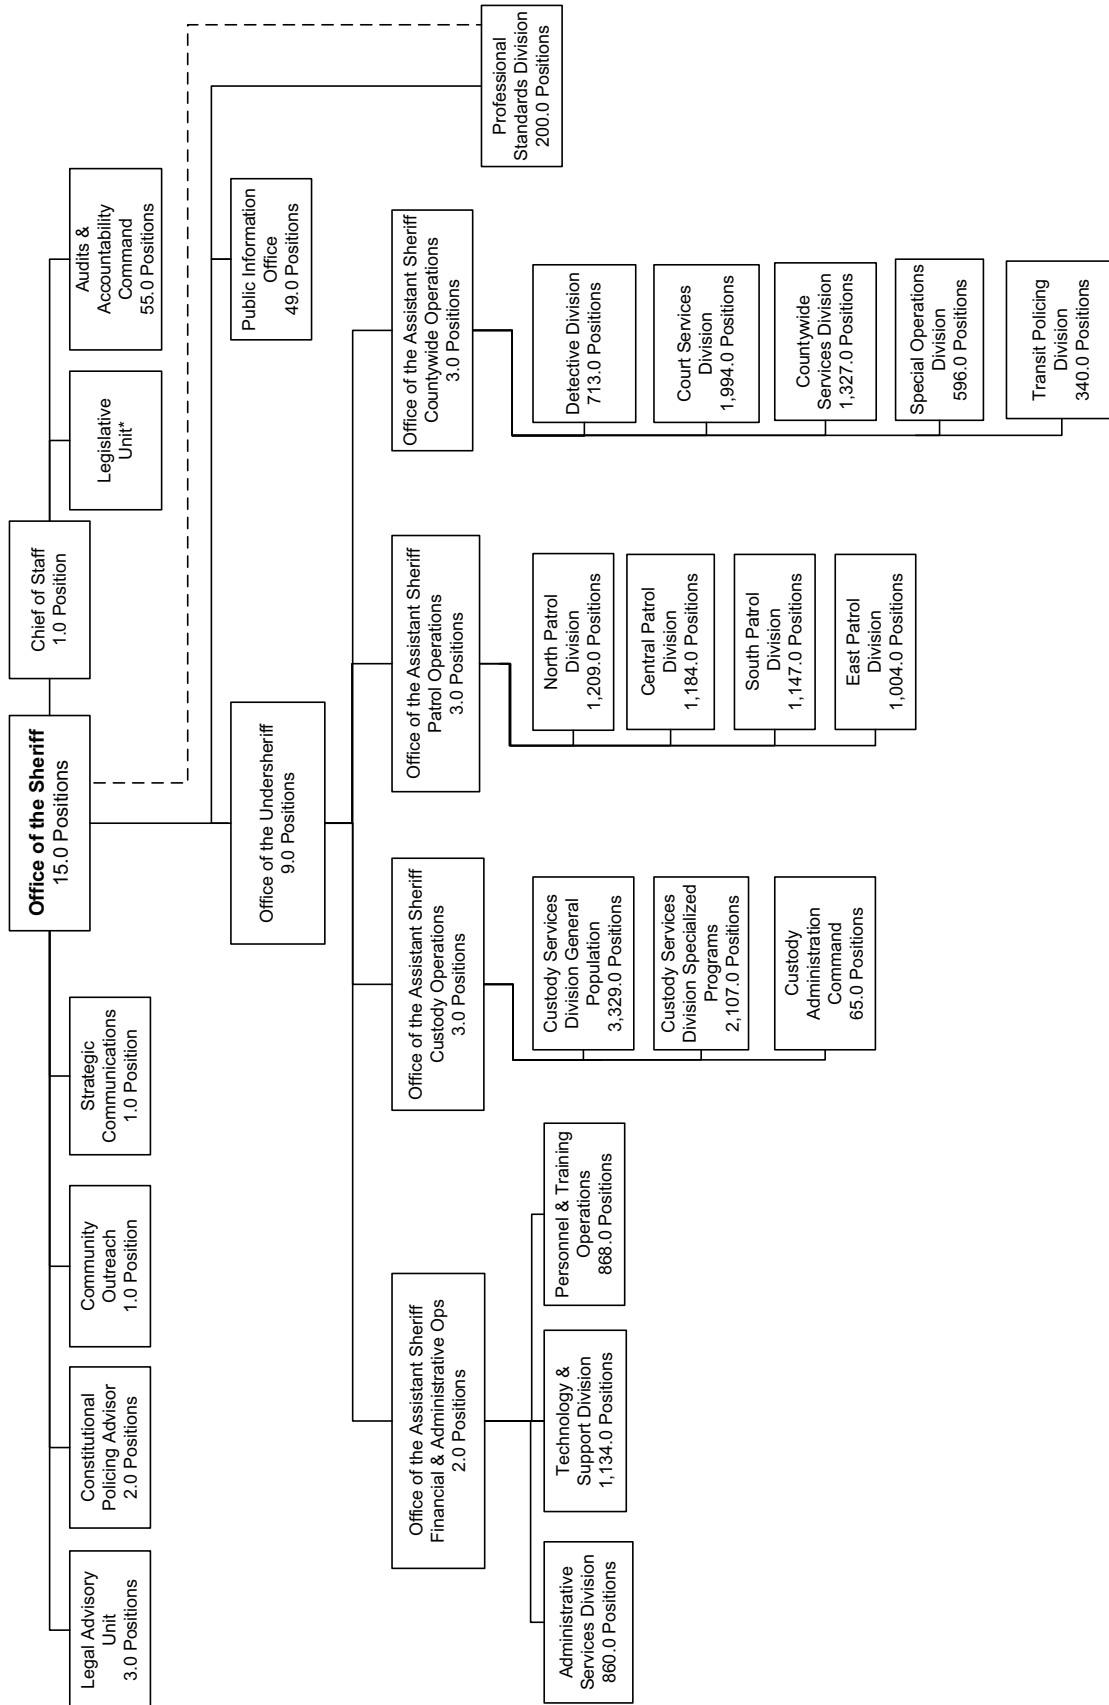 Office of the Sheriff
15.0 Positions
Chief of Staff
1.0 Position
Legal Advisory
Unit
3.0 Positions
Constitutional
Policing Advisor
2.0 Positions
Community
Outreach
1.0 Position
Strategic
Communications
1.0 Position
Legislative
Unit*
Audits &
Accountability
Command
55.0 Positions
Office of the Undersheriff
9.0 Positions
Public Information
Office
49.0 Positions
Professional
Standards Division
200.0 Positions
Office of the Assistant Sheriff
Financial & Administrative Ops
2.0 Positions
Office of the Assistant Sheriff
Custody Operations
3.0 Positions
Office of the Assistant Sheriff
Patrol Operations
3.0 Positions
Office of the Assistant Sheriff
Countywide Operations
3.0 Positions
Administrative
Services Division
860.0 Positions
Technology &
Support Division
1,134.0 Positions
Personnel & Training
Operations
868.0 Positions
Custody Services
Division General
Population
3,329.0 Positions
Custody Services
Division Specialized
Programs
2,107.0 Positions
Custody
Administration
Command
65.0 Positions
North Patrol
Division
1,209.0 Positions
Central Patrol
Division
1,184.0 Positions
South Patrol
Division
1,147.0 Positions
East Patrol
Division
1,004.0 Positions
Detective Division
713.0 Positions
Court Services
Division
1,994.0 Positions
Countywide
Services Division
1,327.0 Positions
Special Operations
Division
596.0 Positions
Transit Policing
Division
340.0 Positions